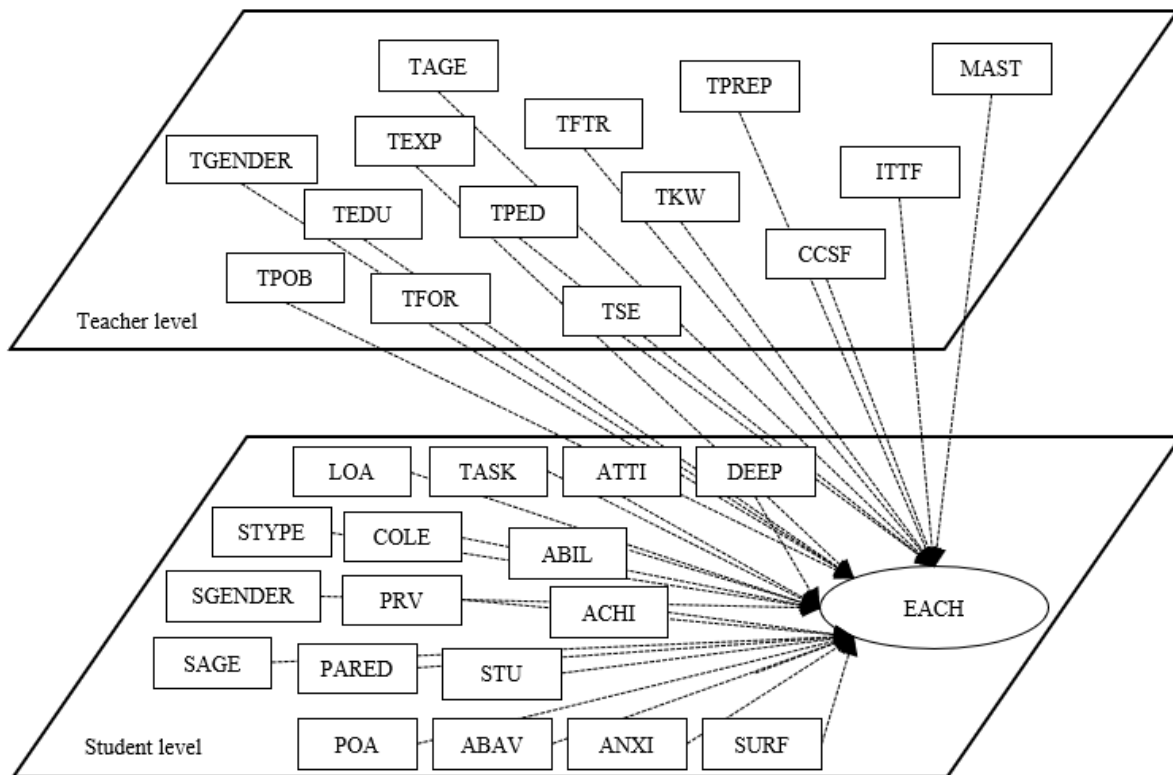 TAGE
MAST
TPREP
TFTR
TEXP
TGENDER
ITTF
TKW
TEDU
TPED
CCSF
TPOB
TFOR
TSE
Teacher level
LOA
TASK
ATTI
DEEP
STYPE
COLE
ABIL
SGENDER
PRV
ACHI
EACH
SAGE
PARED
STU
Student level
POA
ABAV
ANXI
SURF